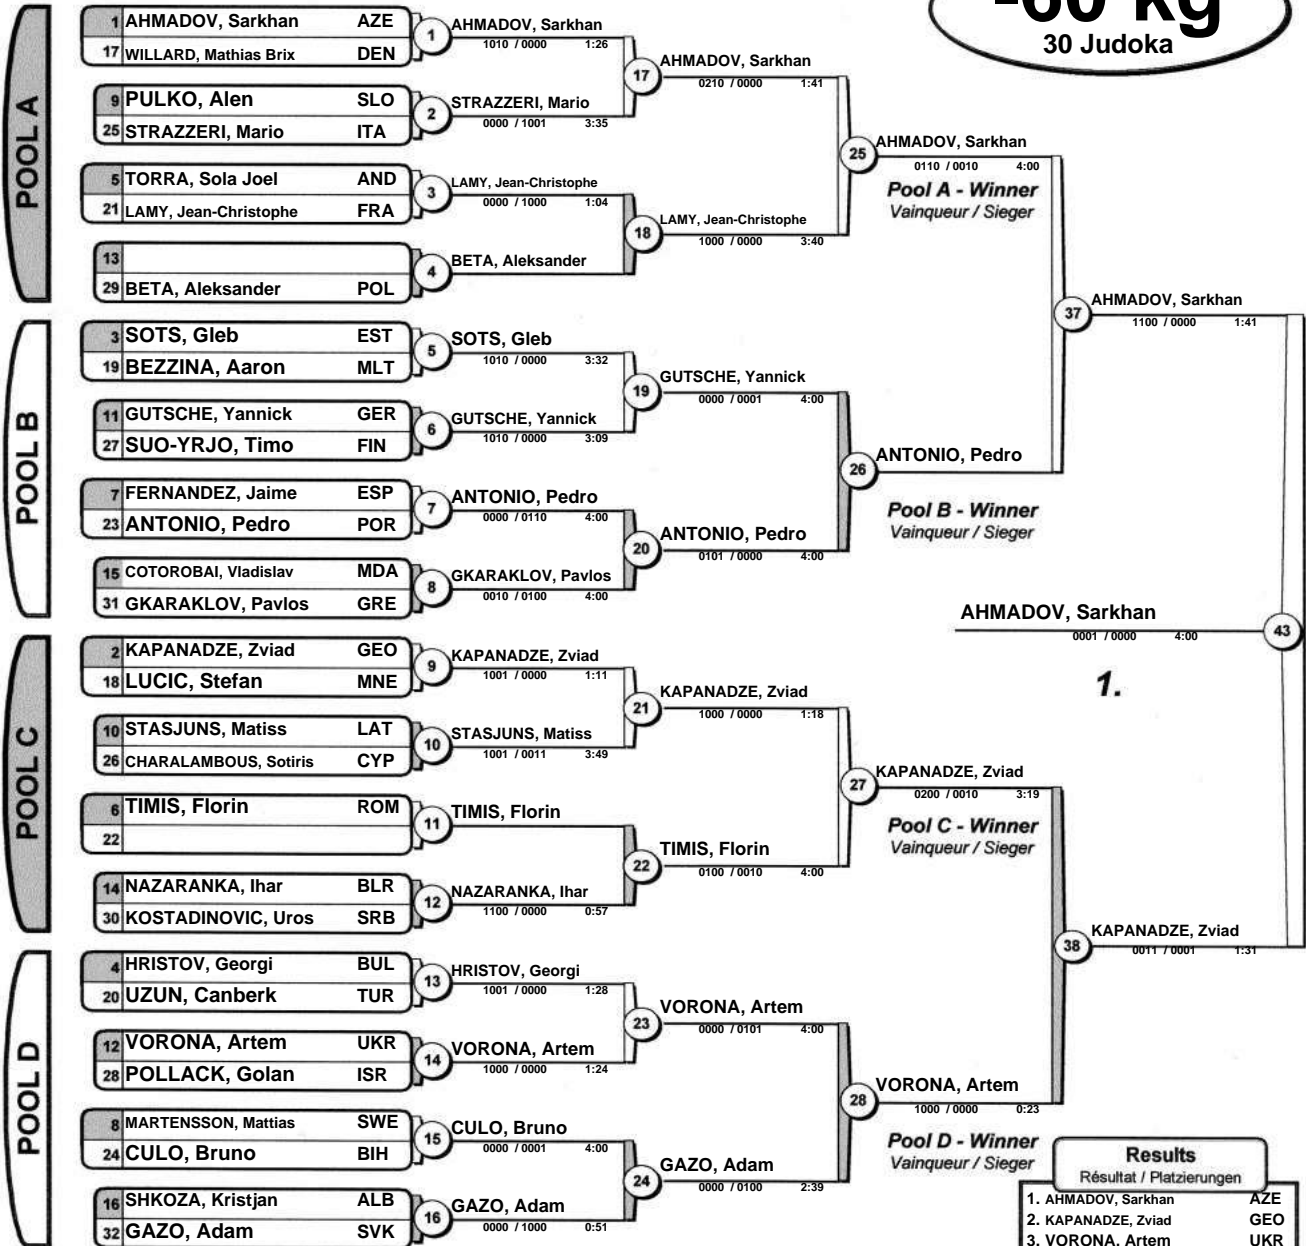 -60 kg
30 Judoka
POOL A
1 AHMADOV, Sarkhan AZE
17 WILLARD, Mathias Brix DEN
1 AHMADOV, Sarkhan
1010 / 0000 1:26
9 PULKO, Alen SLO
25 STRAZZERI, Mario ITA
2 STRAZZERI, Mario
0000 / 1001 3:35
17 AHMADOV, Sarkhan
0210 / 0000 1:41
5 TORRA, Sola Joel AND
21 LAMY, Jean-Christophe FRA
3 LAMY, Jean-Christophe
0000 / 1000 1:04
13
29 BETA, Aleksander POL
4 BETA, Aleksander
18 LAMY, Jean-Christophe
1000 / 0000 3:40
25 AHMADOV, Sarkhan
0110 / 0010 4:00
Pool A - Winner
Vainqueur / Sieger
POOL B
3 SOTS, Gleb EST
19 BEZZINA, Aaron MLT
5 SOTS, Gleb
1010 / 0000 3:32
11 GUTSCHE, Yannick GER
27 SUO-YRJO, Timo FIN
6 GUTSCHE, Yannick
1010 / 0000 3:09
19 GUTSCHE, Yannick
0000 / 0001 4:00
7 FERNANDEZ, Jaime ESP
23 ANTONIO, Pedro POR
7 ANTONIO, Pedro
0000 / 0110 4:00
15 COTOROBAI, Vladislav MDA
31 GKARAKLOV, Pavlos GRE
8 GKARAKLOV, Pavlos
0010 / 0100 4:00
20 ANTONIO, Pedro
0101 / 0000 4:00
26 ANTONIO, Pedro
Pool B - Winner
Vainqueur / Sieger
37 AHMADOV, Sarkhan
1100 / 0000 1:41
POOL C
2 KAPANADZE, Zviad GEO
18 LUCIC, Stefan MNE
9 KAPANADZE, Zviad
1001 / 0000 1:11
10 STASJUNS, Matiss LAT
26 CHARALAMBOUS, Sotiris CYP
10 STASJUNS, Matiss
1001 / 0011 3:49
21 KAPANADZE, Zviad
1000 / 0000 1:18
6 TIMIS, Florin ROM
22
11 TIMIS, Florin
14 NAZARANKA, Ihar BLR
30 KOSTADINOVIC, Uros SRB
12 NAZARANKA, Ihar
1100 / 0000 0:57
22 TIMIS, Florin
0100 / 0010 4:00
27 KAPANADZE, Zviad
0200 / 0010 3:19
Pool C - Winner
Vainqueur / Sieger
POOL D
4 HRISTOV, Georgi BUL
20 UZUN, Canberk TUR
13 HRISTOV, Georgi
1001 / 0000 1:28
12 VORONA, Artem UKR
28 POLLACK, Golan ISR
14 VORONA, Artem
1000 / 0000 1:24
23 VORONA, Artem
0000 / 0101 4:00
8 MARTENSSON, Mattias SWE
24 CULO, Bruno BIH
15 CULO, Bruno
0000 / 0001 4:00
16 SHKOZA, Kristjan ALB
32 GAZO, Adam SVK
16 GAZO, Adam
0000 / 1000 0:51
24 GAZO, Adam
0000 / 0100 2:39
28 VORONA, Artem
1000 / 0000 0:23
Pool D - Winner
Vainqueur / Sieger
38 KAPANADZE, Zviad
0011 / 0001 1:31
AHMADOV, Sarkhan 43
0001 / 0000 4:00
1.
Results
Résultat / Platzierungen
1. AHMADOV, Sarkhan AZE
2. KAPANADZE, Zviad GEO
3. VORONA, Artem UKR